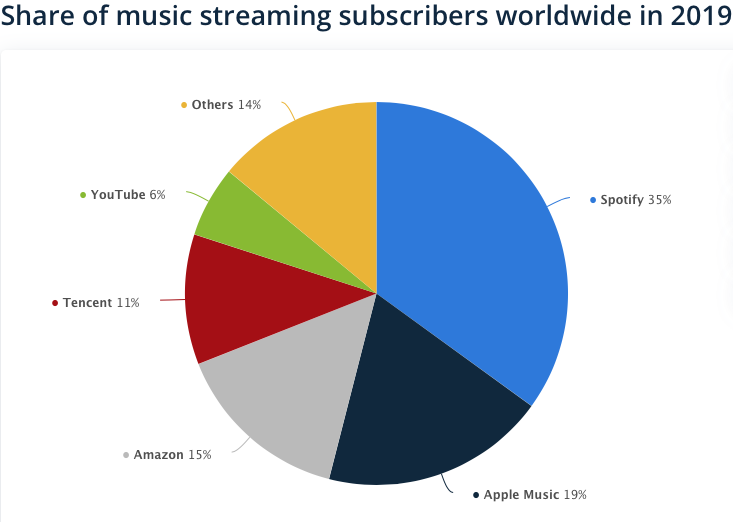 Share of music streaming subscribers worldwide in 2019
Others 14%
YouTube 6%
Spotify 35%
Tencent 11%
Amazon 15%
Apple Music 19%